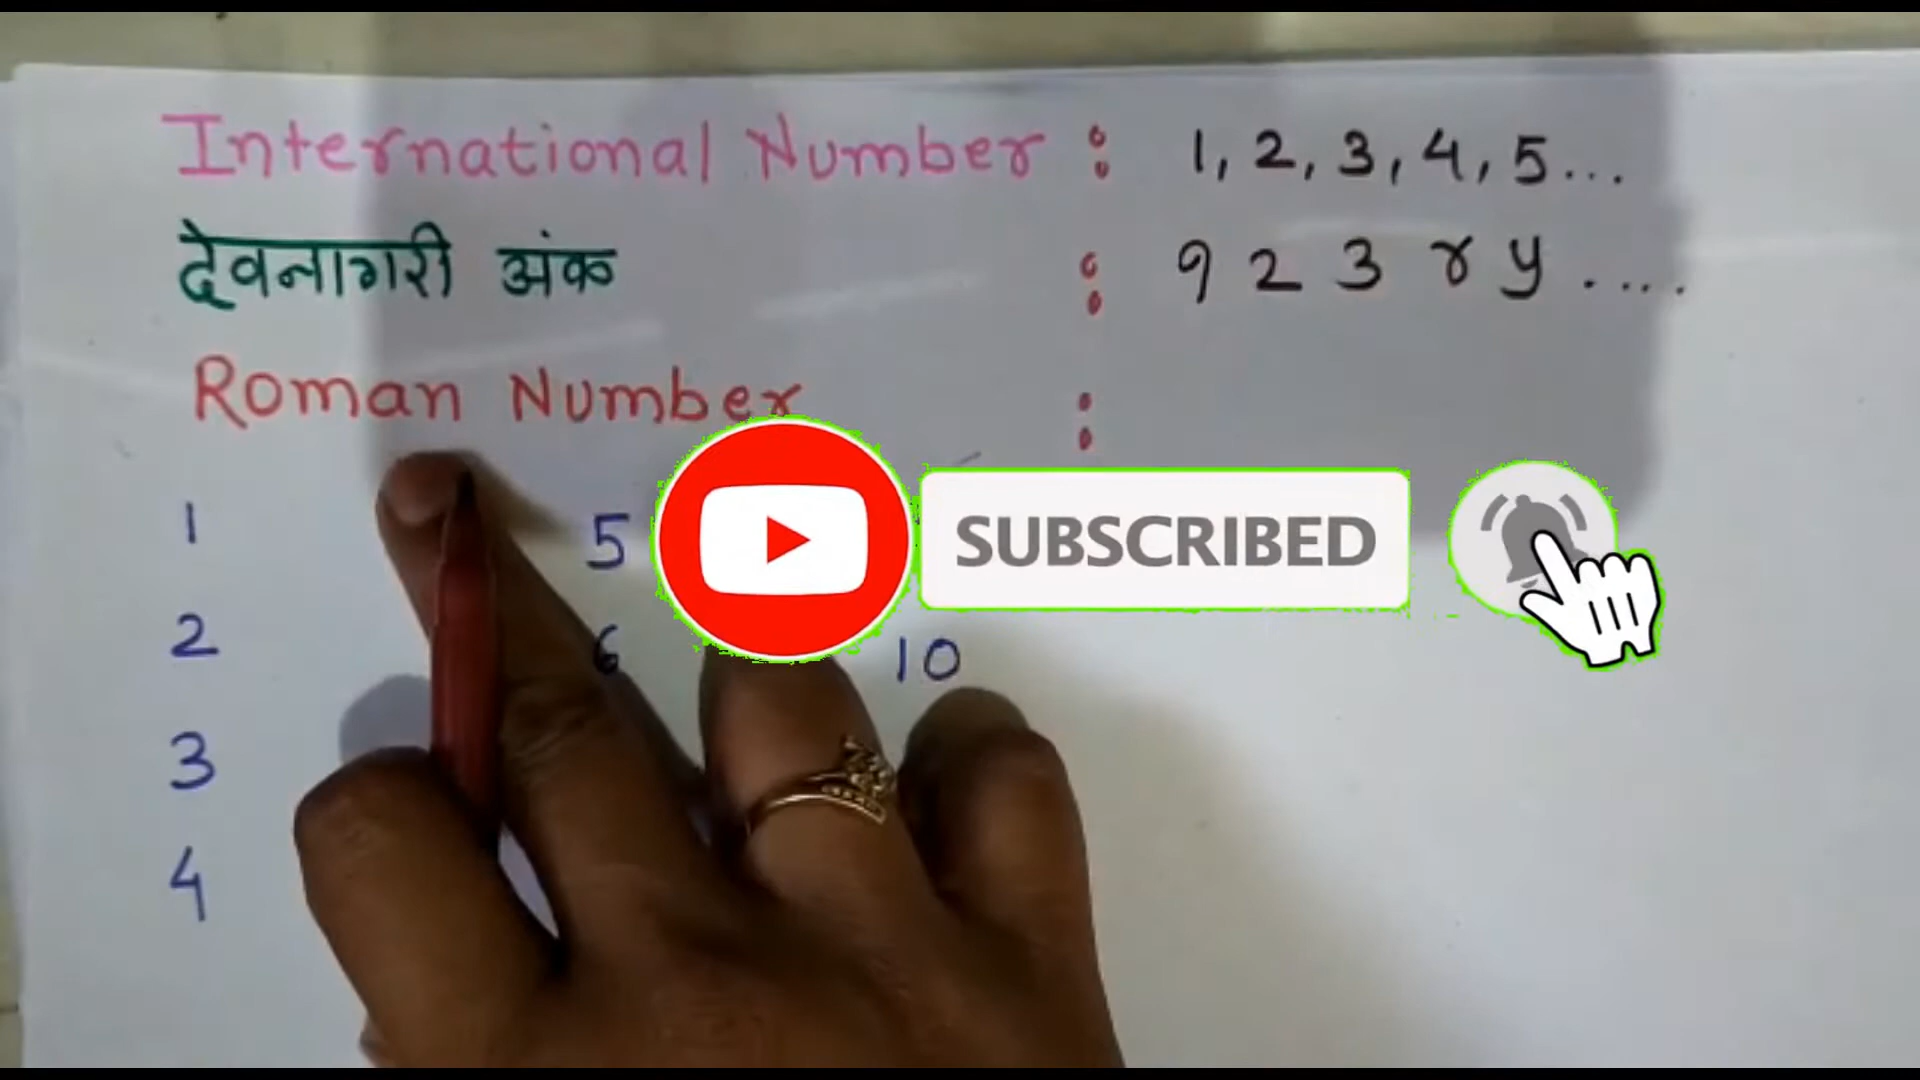 International Number : 1, 2, 3, 4, 5...
देवनागरी अंक : १ २ ३ ४ ५ ....
Roman Number :
1 5
SUBSCRIBED
2 6 10
3
4